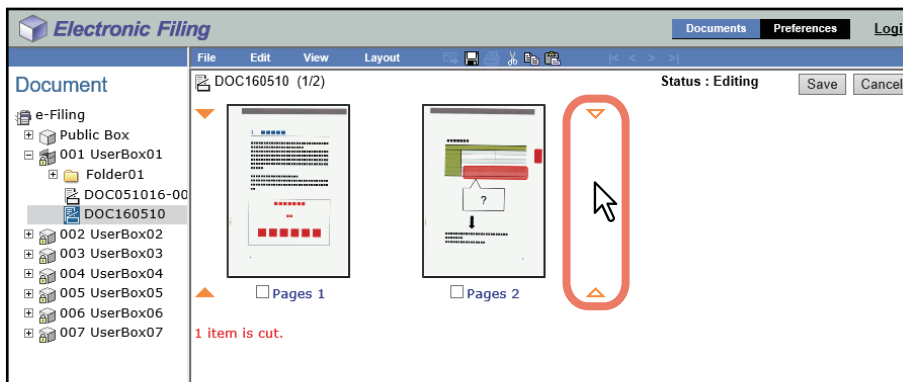 Electronic Filing
Documents Preferences Logi
File Edit View Layout |< < > >|
Document
DOC160510 (1/2) Status : Editing Save Cancel
e-Filing
Public Box
001 UserBox01
Folder01
DOC051016-00
DOC160510
002 UserBox02
003 UserBox03
004 UserBox04
005 UserBox05
006 UserBox06
007 UserBox07
1.
?
Pages 1 Pages 2
1 item is cut.